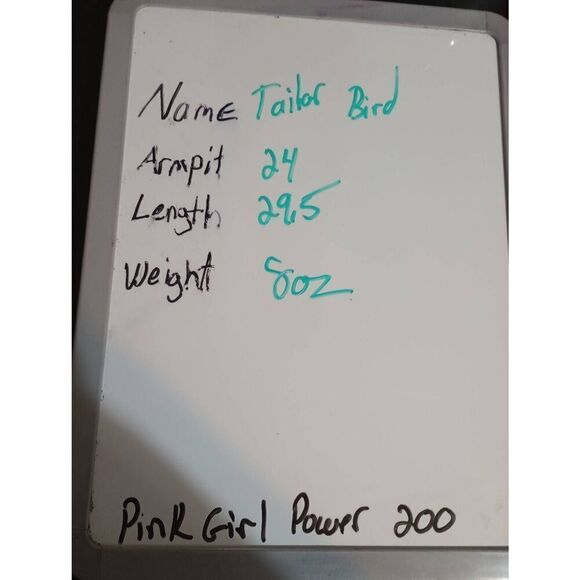 Name Tailor Bird
Armpit 24
Length 29.5
Weight 8oz
Pink Girl Power 200